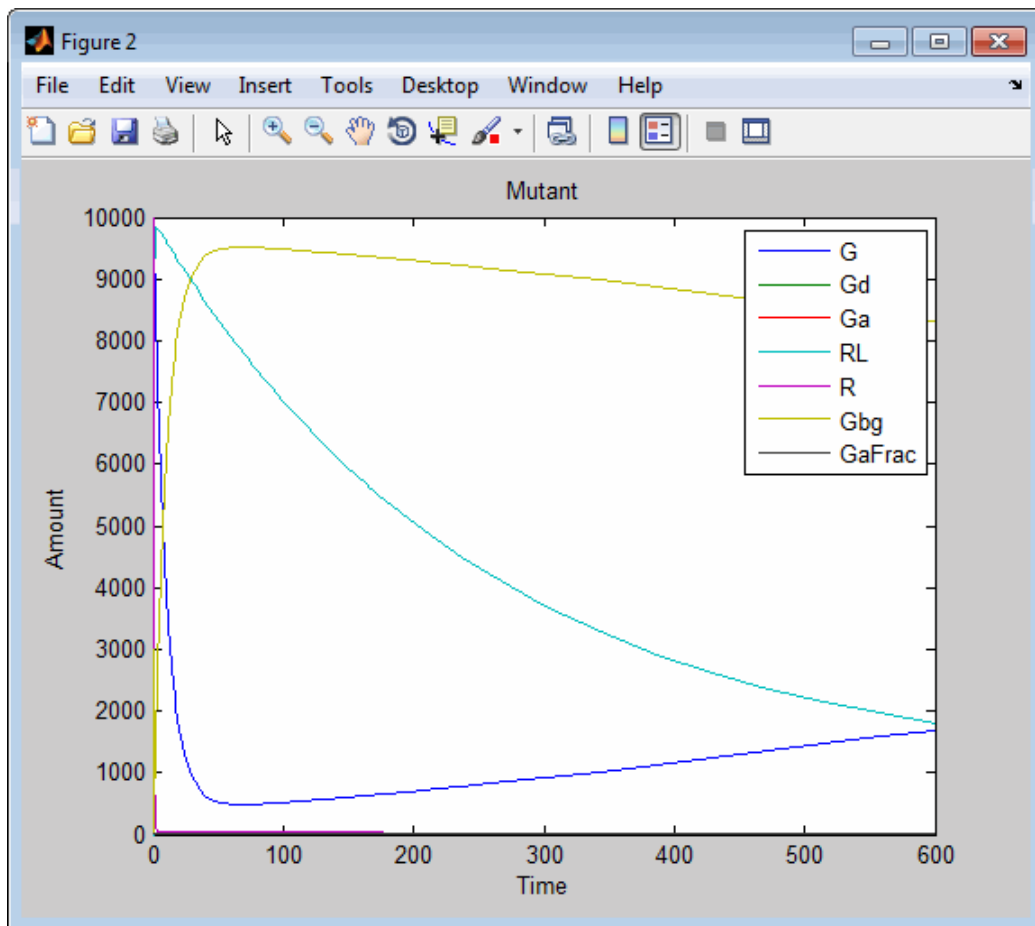 Figure 2
File Edit View Insert Tools Desktop Window Help
Mutant
10000
9000
8000
7000
6000
5000
4000
3000
2000
1000
0
Amount
G
Gd
Ga
RL
R
Gbg
GaFrac
0 100 200 300 400 500 600
Time